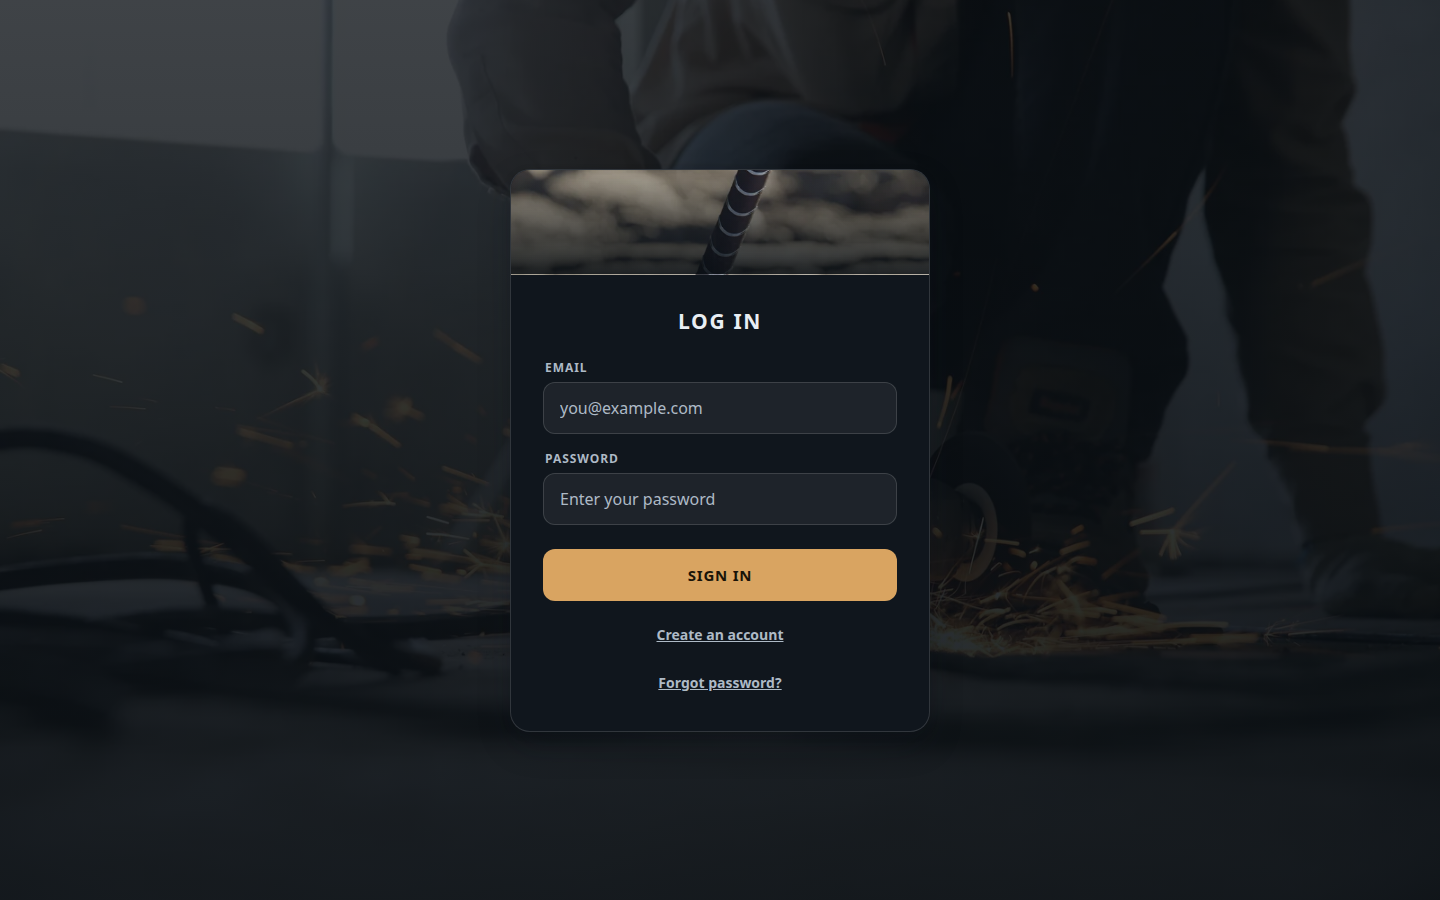 LOG IN
EMAIL
you@example.com
PASSWORD
Enter your password
SIGN IN
Create an account
Forgot password?